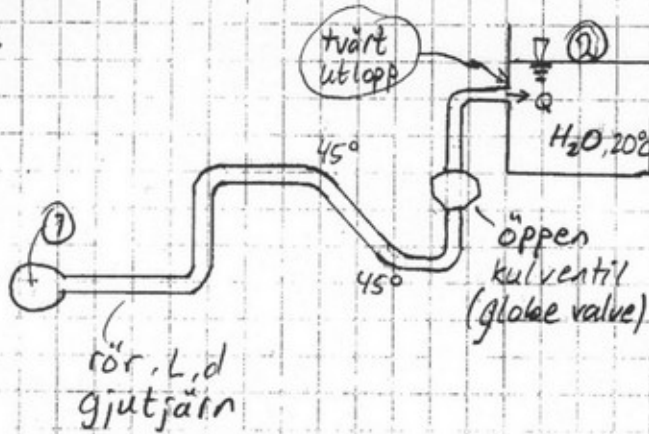 tvärt
utlopp
2
Q
H₂O, 20°C
45°
1
45°
öppen
kulventil
(globe valve)
rör, L, d
gjutjärn